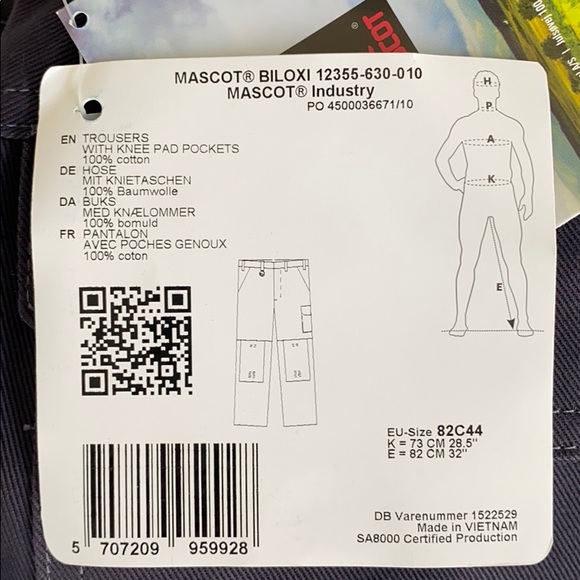 COT
A/S | Julsøvej 100
MASCOT® BILOXI 12355-630-010
MASCOT® Industry
PO 4500036671/10
EN TROUSERS
WITH KNEE PAD POCKETS
100% cotton
DE HOSE
MIT KNIETASCHEN
100% Baumwolle
DA BUKS
MED KNÆLOMMER
100% bomuld
FR PANTALON
AVEC POCHES GENOUX
100% coton
H
P
A
K
E
EU-Size 82C44
K = 73 CM 28.5"
E = 82 CM 32"
5 707209 959928
DB Varenummer 1522529
Made in VIETNAM
SA8000 Certified Production